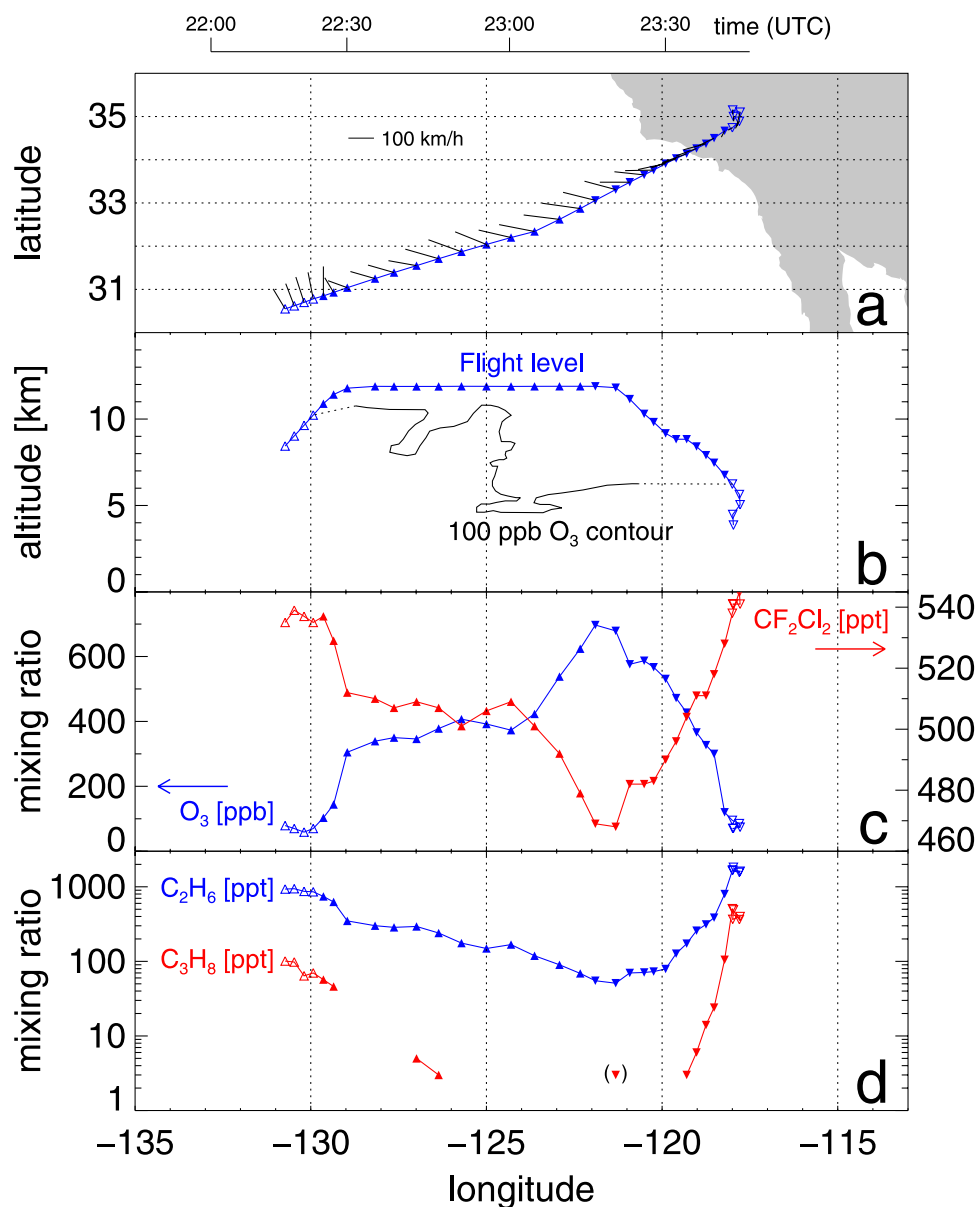 22:00 22:30 23:00 23:30 time (UTC)
35
100 km/h
33
latitude
31
a
Flight level
10
altitude [km]
5
100 ppb O₃ contour
0
b
540
CF₂Cl₂ [ppt]
600
520
mixing ratio
400
500
200
480
O₃ [ppb]
0
c
460
1000
C₂H₆ [ppt]
100
C₃H₈ [ppt]
mixing ratio
10
( )
1
d
−135 −130 −125 −120 −115
longitude